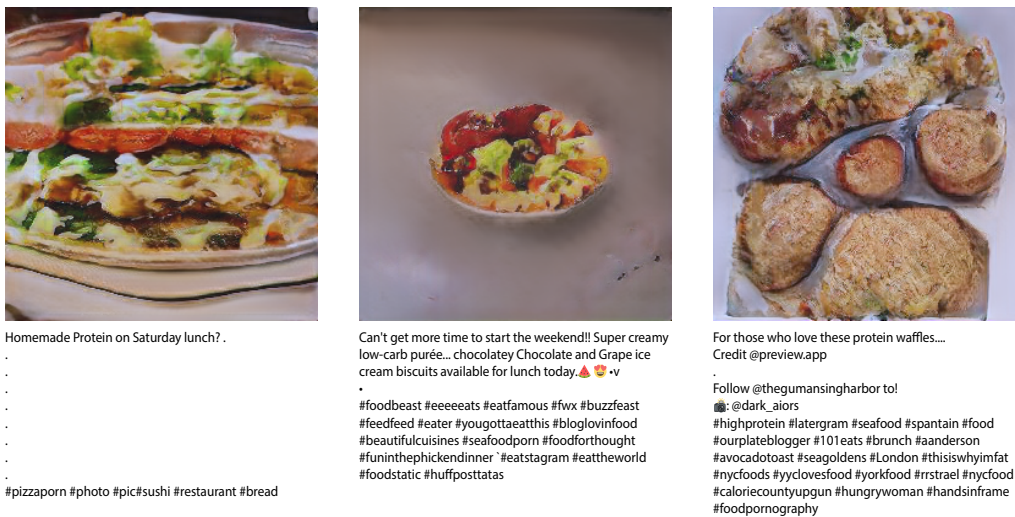 Homemade Protein on Saturday lunch? .
.
.
.
.
.
.
.
.
#pizzaporn #photo #pic#sushi #restaurant #bread
Can't get more time to start the weekend!! Super creamy
low-carb purée... chocolatey Chocolate and Grape ice
cream biscuits available for lunch today.🍉 😍 •v
•
#foodbeast #eeeeeats #eatfamous #fwx #buzzfeast
#feedfeed #eater #yougottaeatthis #bloglovinfood
#beautifulcuisines #seafoodporn #foodforthought
#funinthephickendinner `#eatstagram #eattheworld
#foodstatic #huffposttatas
For those who love these protein waffles....
Credit @preview.app
.
Follow @thegumansingharbor to!
📸: @dark_aiors
#highprotein #latergram #seafood #spantain #food
#ourplateblogger #101eats #brunch #aanderson
#avocadotoast #seagoldens #London #thisiswhyimfat
#nycfoods #yyclovesfood #yorkfood #rrstrael #nycfood
#caloriecountyupgun #hungrywoman #handsinframe
#foodpornography